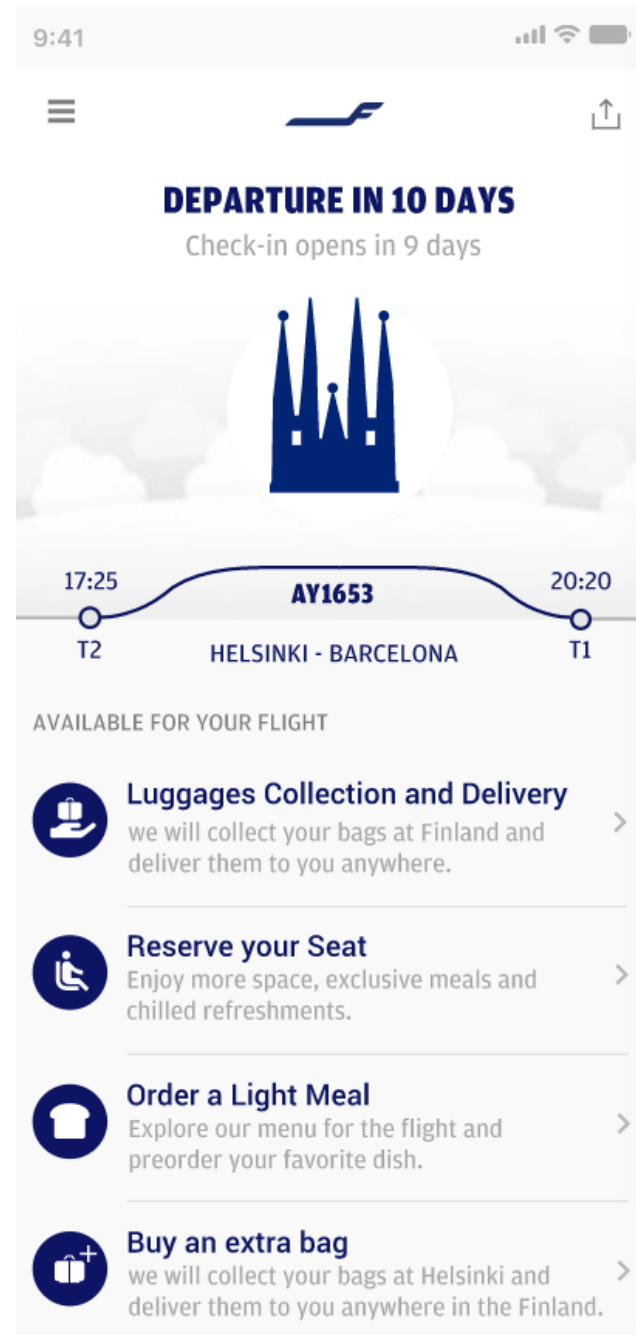 9:41
DEPARTURE IN 10 DAYS
Check-in opens in 9 days
17:25
AY1653
20:20
T2
HELSINKI - BARCELONA
T1
AVAILABLE FOR YOUR FLIGHT
Luggages Collection and Delivery
we will collect your bags at Finland and
deliver them to you anywhere.
Reserve your Seat
Enjoy more space, exclusive meals and
chilled refreshments.
Order a Light Meal
Explore our menu for the flight and
preorder your favorite dish.
Buy an extra bag
we will collect your bags at Helsinki and
deliver them to you anywhere in the Finland.